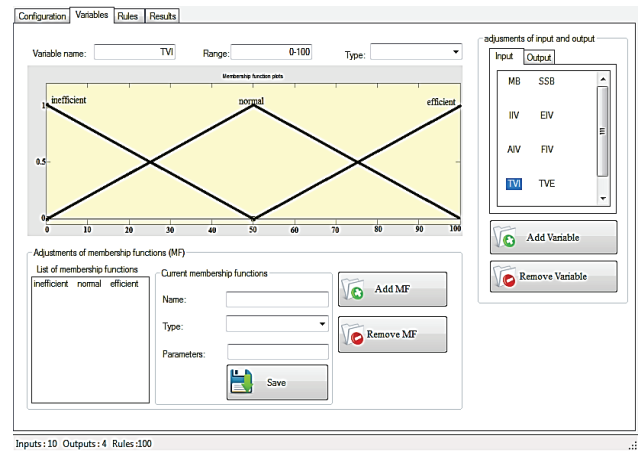 Configuration Variables Rules Results
Variable name: TVI Range: 0-100 Type:
Membership function plots
inefficient normal efficient
1
0.5
0
0 10 20 30 40 50 60 70 80 90 100
Adjustments of membership functions (MF)
List of membership functions
inefficient normal efficient
Current membership functions
Name:
Type:
Parameters:
Save
Add MF
Remove MF
adjusments of input and output
Input Output
MB SSB
IIV EIV
AIV FIV
TVI TVE
Add Variable
Remove Variable
Inputs : 10 Outputs : 4 Rules :100